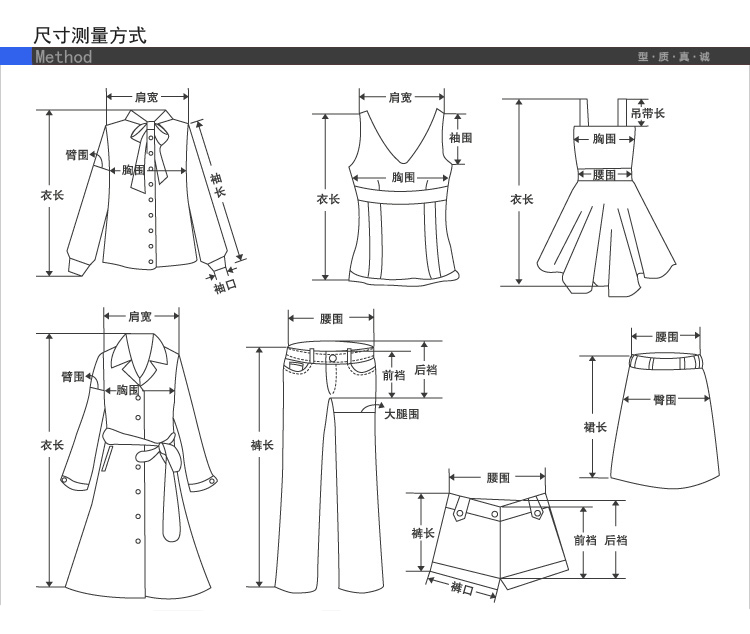 尺寸测量方式
Method
型·质·真·诚
肩宽
臂围
胸围
衣长
袖长
袖口
肩宽
袖围
胸围
衣长
吊带长
胸围
腰围
衣长
肩宽
臂围
胸围
衣长
腰围
前裆
后裆
大腿围
裤长
腰围
臀围
裙长
腰围
裤长
前裆
后裆
裤口